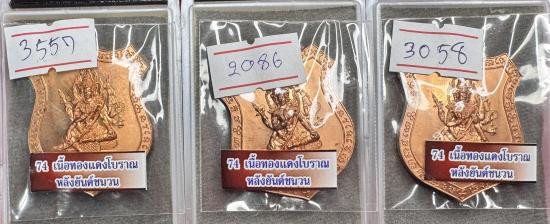 3557
74 เนื้อทองแดงโบราณ
หลังยันต์ชนวน
2086
74 เนื้อทองแดงโบราณ
หลังยันต์ชนวน
3058
74 เนื้อทองแดงโบราณ
หลังยันต์ชนวน